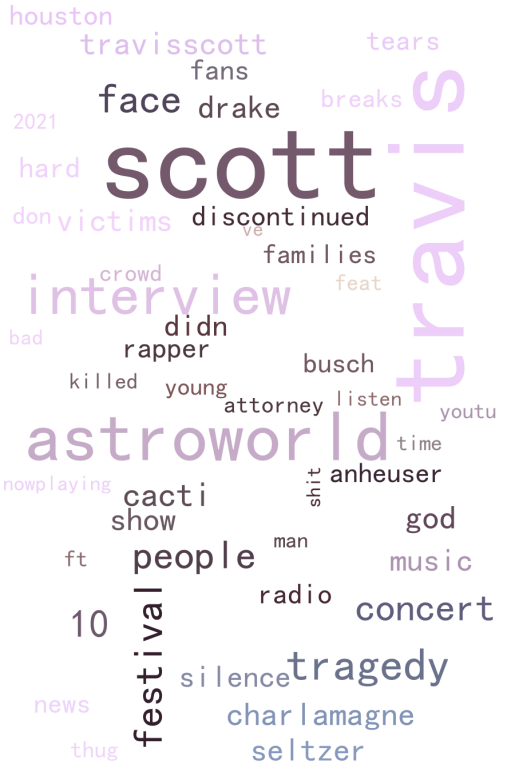 houston
travisscott
tears
fans
face
drake
breaks
2021
scott
travis
hard
don
victims
discontinued
ve
families
crowd
interview
feat
bad
didn
rapper
busch
killed
young
attorney
listen
youtu
astroworld
time
nowplaying
cacti
shit
anheuser
show
god
ft
people
man
music
10
festival
radio
concert
silence
tragedy
news
charlamagne
thug
seltzer